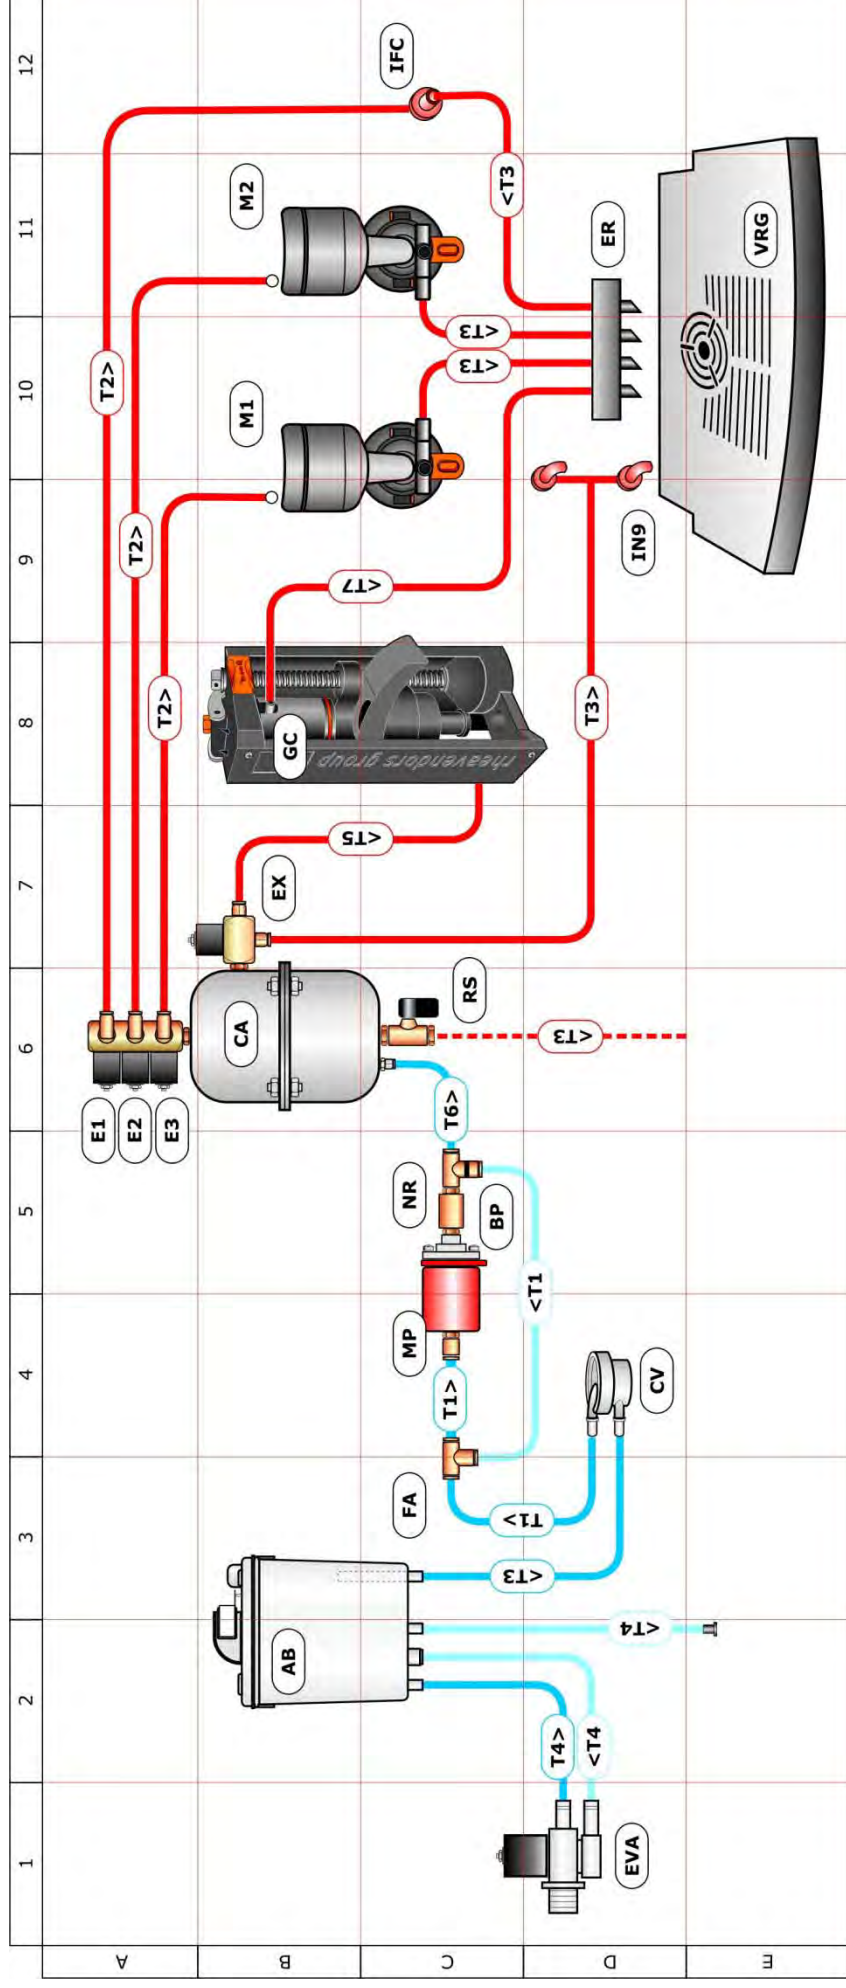 1
2
3
4
5
6
7
8
9
10
11
12
A
B
C
D
E
EVA
T4>
<T4
<T4
AB
<T3
T1>
CV
FA
T1>
<T1
MP
NR
BP
T6>
E1
E2
E3
CA
RS
<T3
EX
<T5
GC
rheavendors group
<T7
T3>
T2>
T2>
T2>
M1
M2
<T3
<T3
<T3
IFC
ER
IN9
VRG